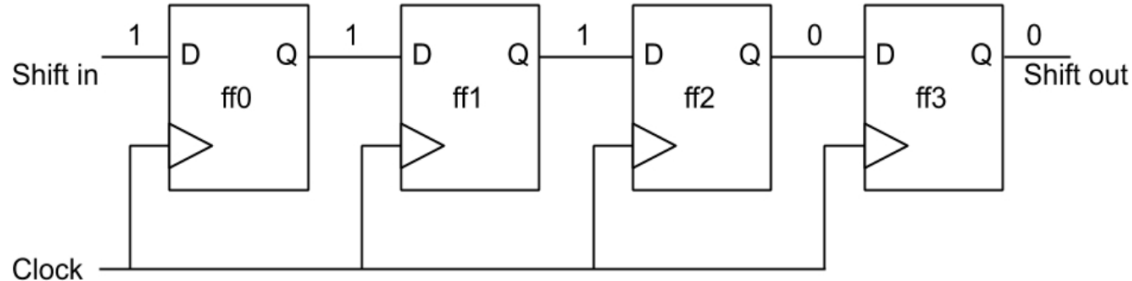 1 1 1 0 0
D Q D Q D Q D Q
Shift in Shift out
ff0 ff1 ff2 ff3
Clock